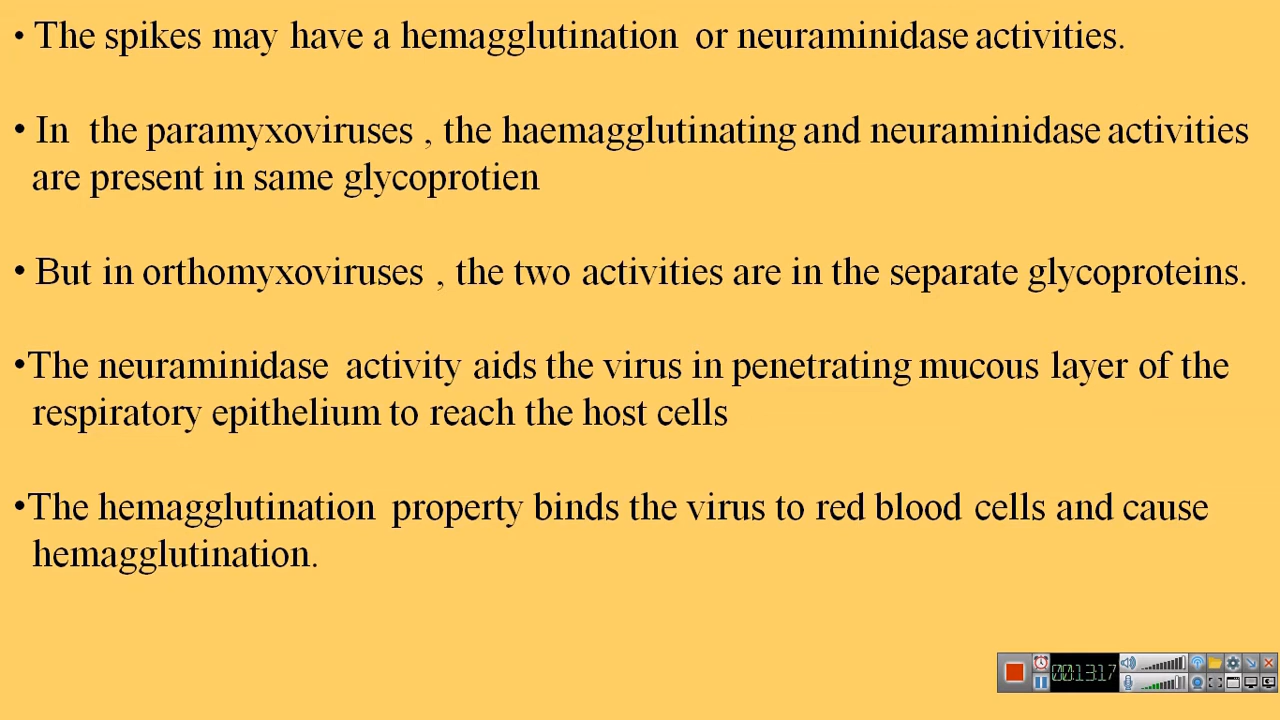 • The spikes may have a hemagglutination or neuraminidase activities.
• In the paramyxoviruses , the haemagglutinating and neuraminidase activities
are present in same glycoprotien
• But in orthomyxoviruses , the two activities are in the separate glycoproteins.
•The neuraminidase activity aids the virus in penetrating mucous layer of the
respiratory epithelium to reach the host cells
•The hemagglutination property binds the virus to red blood cells and cause
hemagglutination.
00:13:17